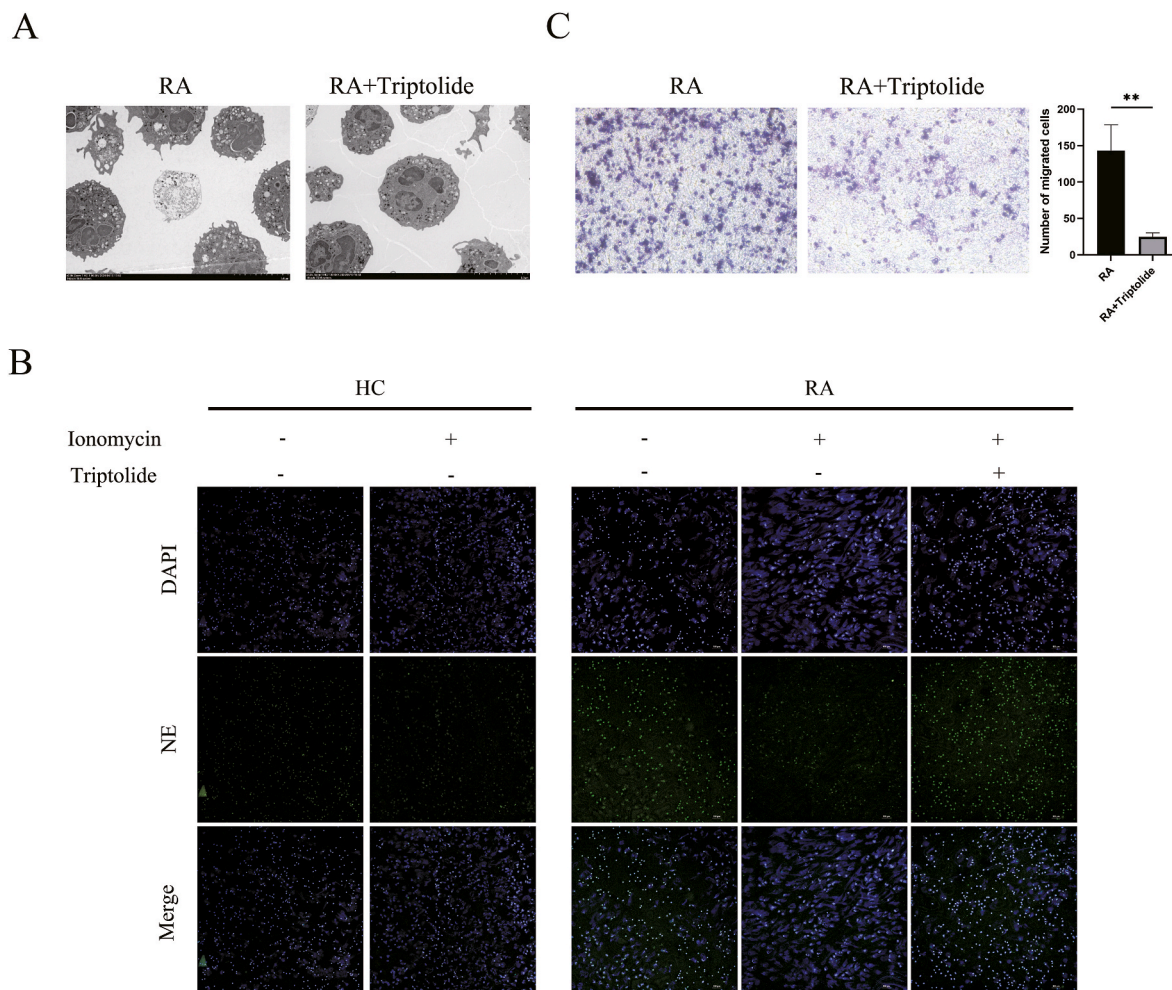 A
RA
RA+Triptolide
C
RA
RA+Triptolide
Number of migrated cells
200
150
100
50
0
**
RA
RA+Triptolide
B
HC
RA
Ionomycin
-
+
-
+
+
Triptolide
-
-
-
-
+
DAPI
NE
Merge